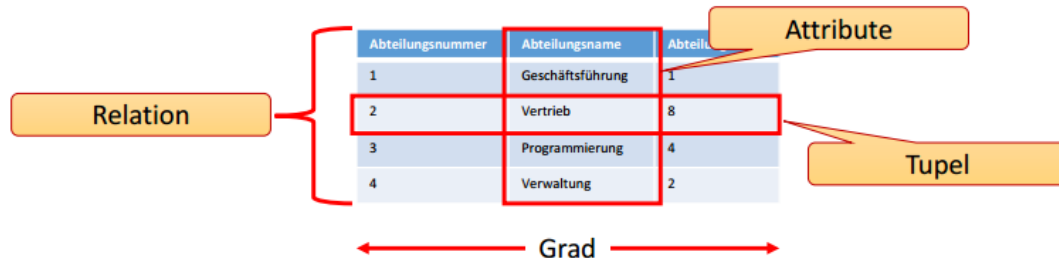 Attribute
Abteilungsnummer Abteilungsname
1 Geschäftsführung 1
Relation
2 Vertrieb 8
3 Programmierung 4
Tupel
4 Verwaltung 2
Grad